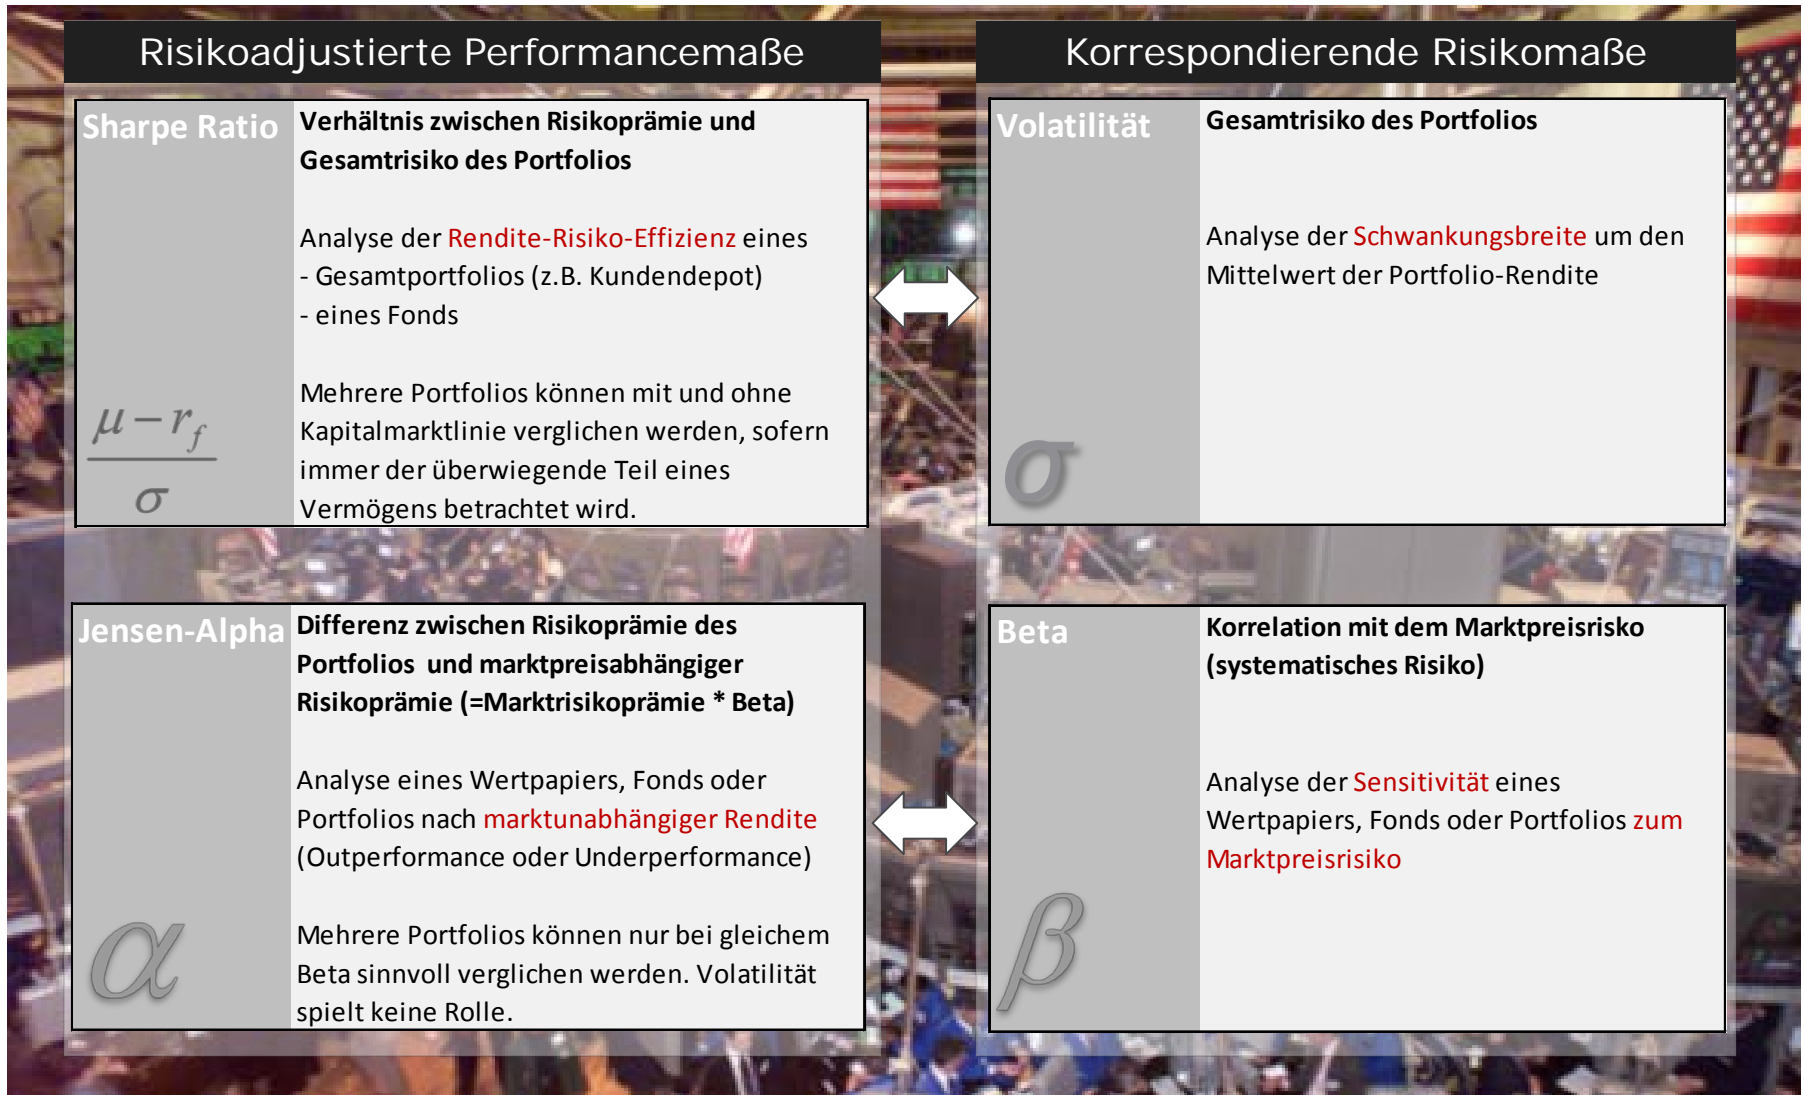 Risikoadjustierte Performancemaße
Sharpe Ratio
Verhältnis zwischen Risikoprämie und
Gesamtrisiko des Portfolios
Analyse der Rendite-Risiko-Effizienz eines
- Gesamtportfolios (z.B. Kundendepot)
- eines Fonds
Mehrere Portfolios können mit und ohne
Kapitalmarktlinie verglichen werden, sofern
immer der überwiegende Teil eines
Vermögens betrachtet wird.
μ − r_f
σ
Jensen-Alpha
Differenz zwischen Risikoprämie des
Portfolios  und marktpreisabhängiger
Risikoprämie (=Marktrisikoprämie * Beta)
Analyse eines Wertpapiers, Fonds oder
Portfolios nach marktunabhängiger Rendite
(Outperformance oder Underperformance)
Mehrere Portfolios können nur bei gleichem
Beta sinnvoll verglichen werden. Volatilität
spielt keine Rolle.
α
Korrespondierende Risikomaße
Volatilität
Gesamtrisiko des Portfolios
Analyse der Schwankungsbreite um den
Mittelwert der Portfolio-Rendite
σ
Beta
Korrelation mit dem Marktpreisrisko
(systematisches Risiko)
Analyse der Sensitivität eines
Wertpapiers, Fonds oder Portfolios zum
Marktpreisrisiko
β